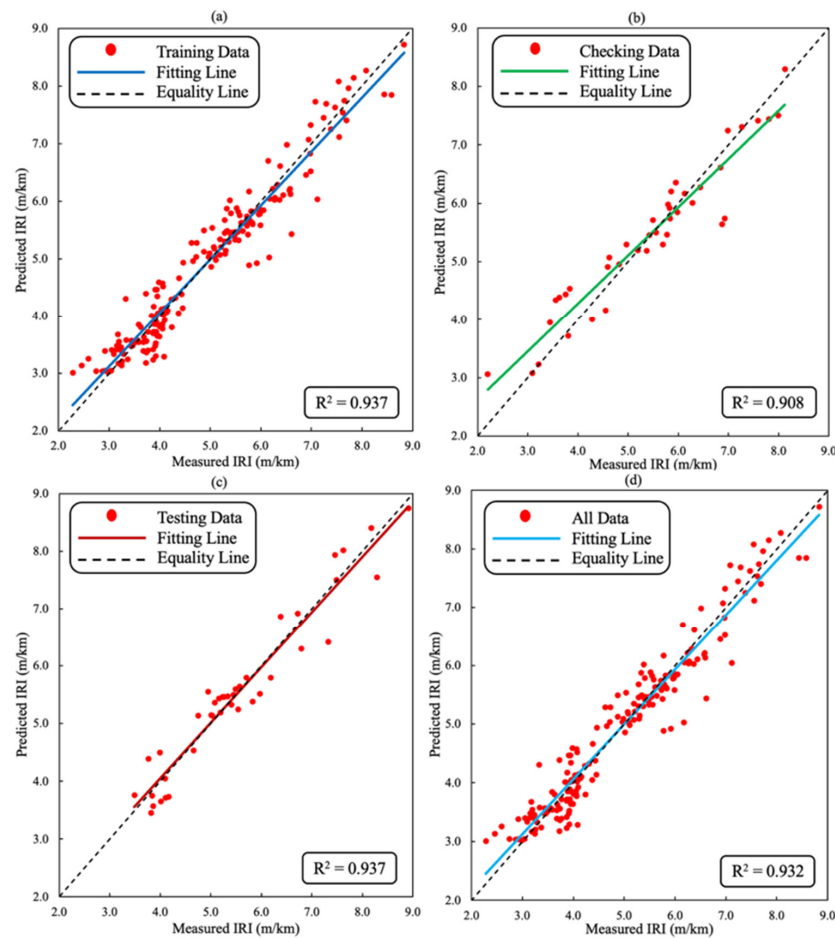 (a)
9.0
8.0
7.0
6.0
5.0
4.0
3.0
2.0
Predicted IRI (m/km)
Training Data
Fitting Line
Equality Line
R² = 0.937
2.0 3.0 4.0 5.0 6.0 7.0 8.0 9.0
Measured IRI (m/km)
(b)
9.0
8.0
7.0
6.0
5.0
4.0
3.0
2.0
Predicted IRI (m/km)
Checking Data
Fitting Line
Equality Line
R² = 0.908
2.0 3.0 4.0 5.0 6.0 7.0 8.0 9.0
Measured IRI (m/km)
(c)
9.0
8.0
7.0
6.0
5.0
4.0
3.0
2.0
Predicted IRI (m/km)
Testing Data
Fitting Line
Equality Line
R² = 0.937
2.0 3.0 4.0 5.0 6.0 7.0 8.0 9.0
Measured IRI (m/km)
(d)
9.0
8.0
7.0
6.0
5.0
4.0
3.0
2.0
Predicted IRI (m/km)
All Data
Fitting Line
Equality Line
R² = 0.932
2.0 3.0 4.0 5.0 6.0 7.0 8.0 9.0
Measured IRI (m/km)